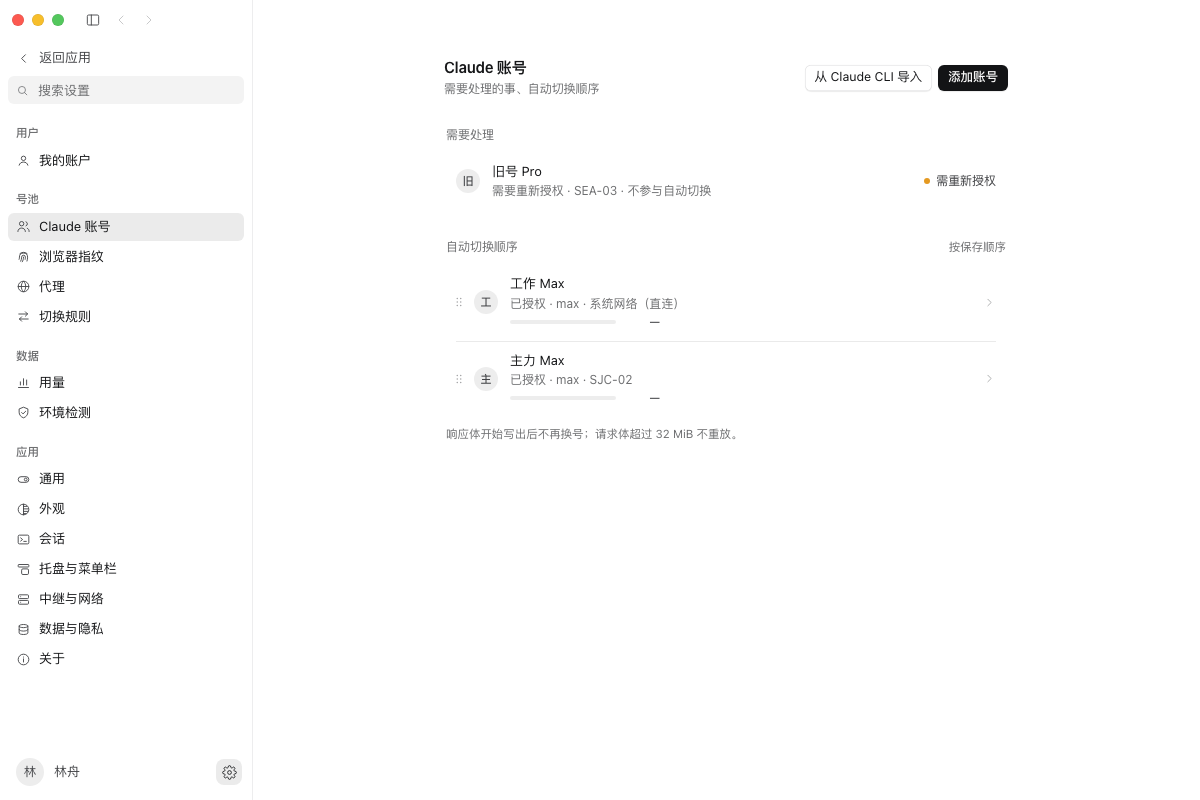 返回应用
搜索设置
用户
我的账户
号池
Claude 账号
浏览器指纹
代理
切换规则
数据
用量
环境检测
应用
通用
外观
会话
托盘与菜单栏
中继与网络
数据与隐私
关于
林 林舟
Claude 账号
需要处理的事、自动切换顺序
从 Claude CLI 导入
添加账号
需要处理
旧
旧号 Pro
需要重新授权 · SEA-03 · 不参与自动切换
需重新授权
自动切换顺序
按保存顺序
工
工作 Max
已授权 · max · 系统网络（直连）
—
主
主力 Max
已授权 · max · SJC-02
—
响应体开始写出后不再换号；请求体超过 32 MiB 不重放。